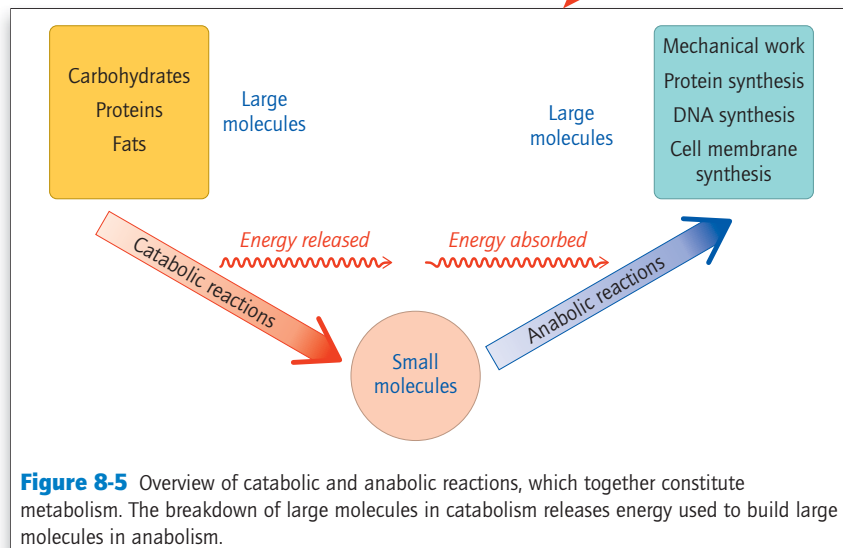 Carbohydrates
Proteins
Fats
Large
molecules
Large
molecules
Mechanical work
Protein synthesis
DNA synthesis
Cell membrane
synthesis
Catabolic reactions
Energy released
Energy absorbed
Anabolic reactions
Small
molecules
Figure 8-5 Overview of catabolic and anabolic reactions, which together constitute
metabolism. The breakdown of large molecules in catabolism releases energy used to build large
molecules in anabolism.